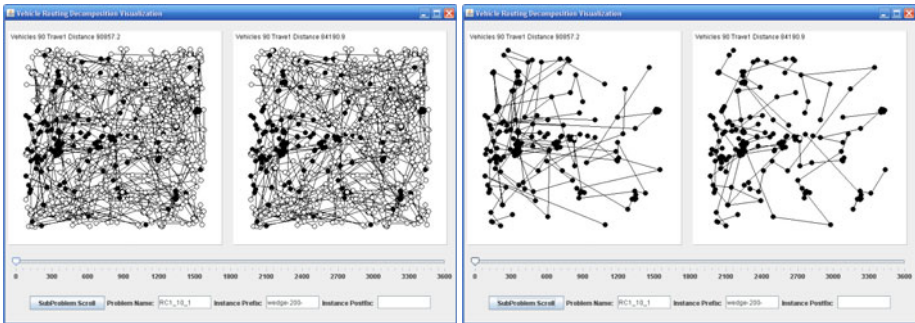 Vehicle Routing Decomposition Visualization
Vehicles 90 Travel Distance 90857.2
Vehicles 90 Travel Distance 84190.9
0 300 600 900 1200 1500 1800 2100 2400 2700 3000 3300 3600
SubProblem Scroll Problem Name: RC1_10_1 Instance Prefix: wedge-200- Instance Postfix:
Vehicle Routing Decomposition Visualization
Vehicles 90 Travel Distance 90857.2
Vehicles 90 Travel Distance 84190.9
0 300 600 900 1200 1500 1800 2100 2400 2700 3000 3300 3600
SubProblem Scroll Problem Name: RC1_10_1 Instance Prefix: wedge-200- Instance Postfix: